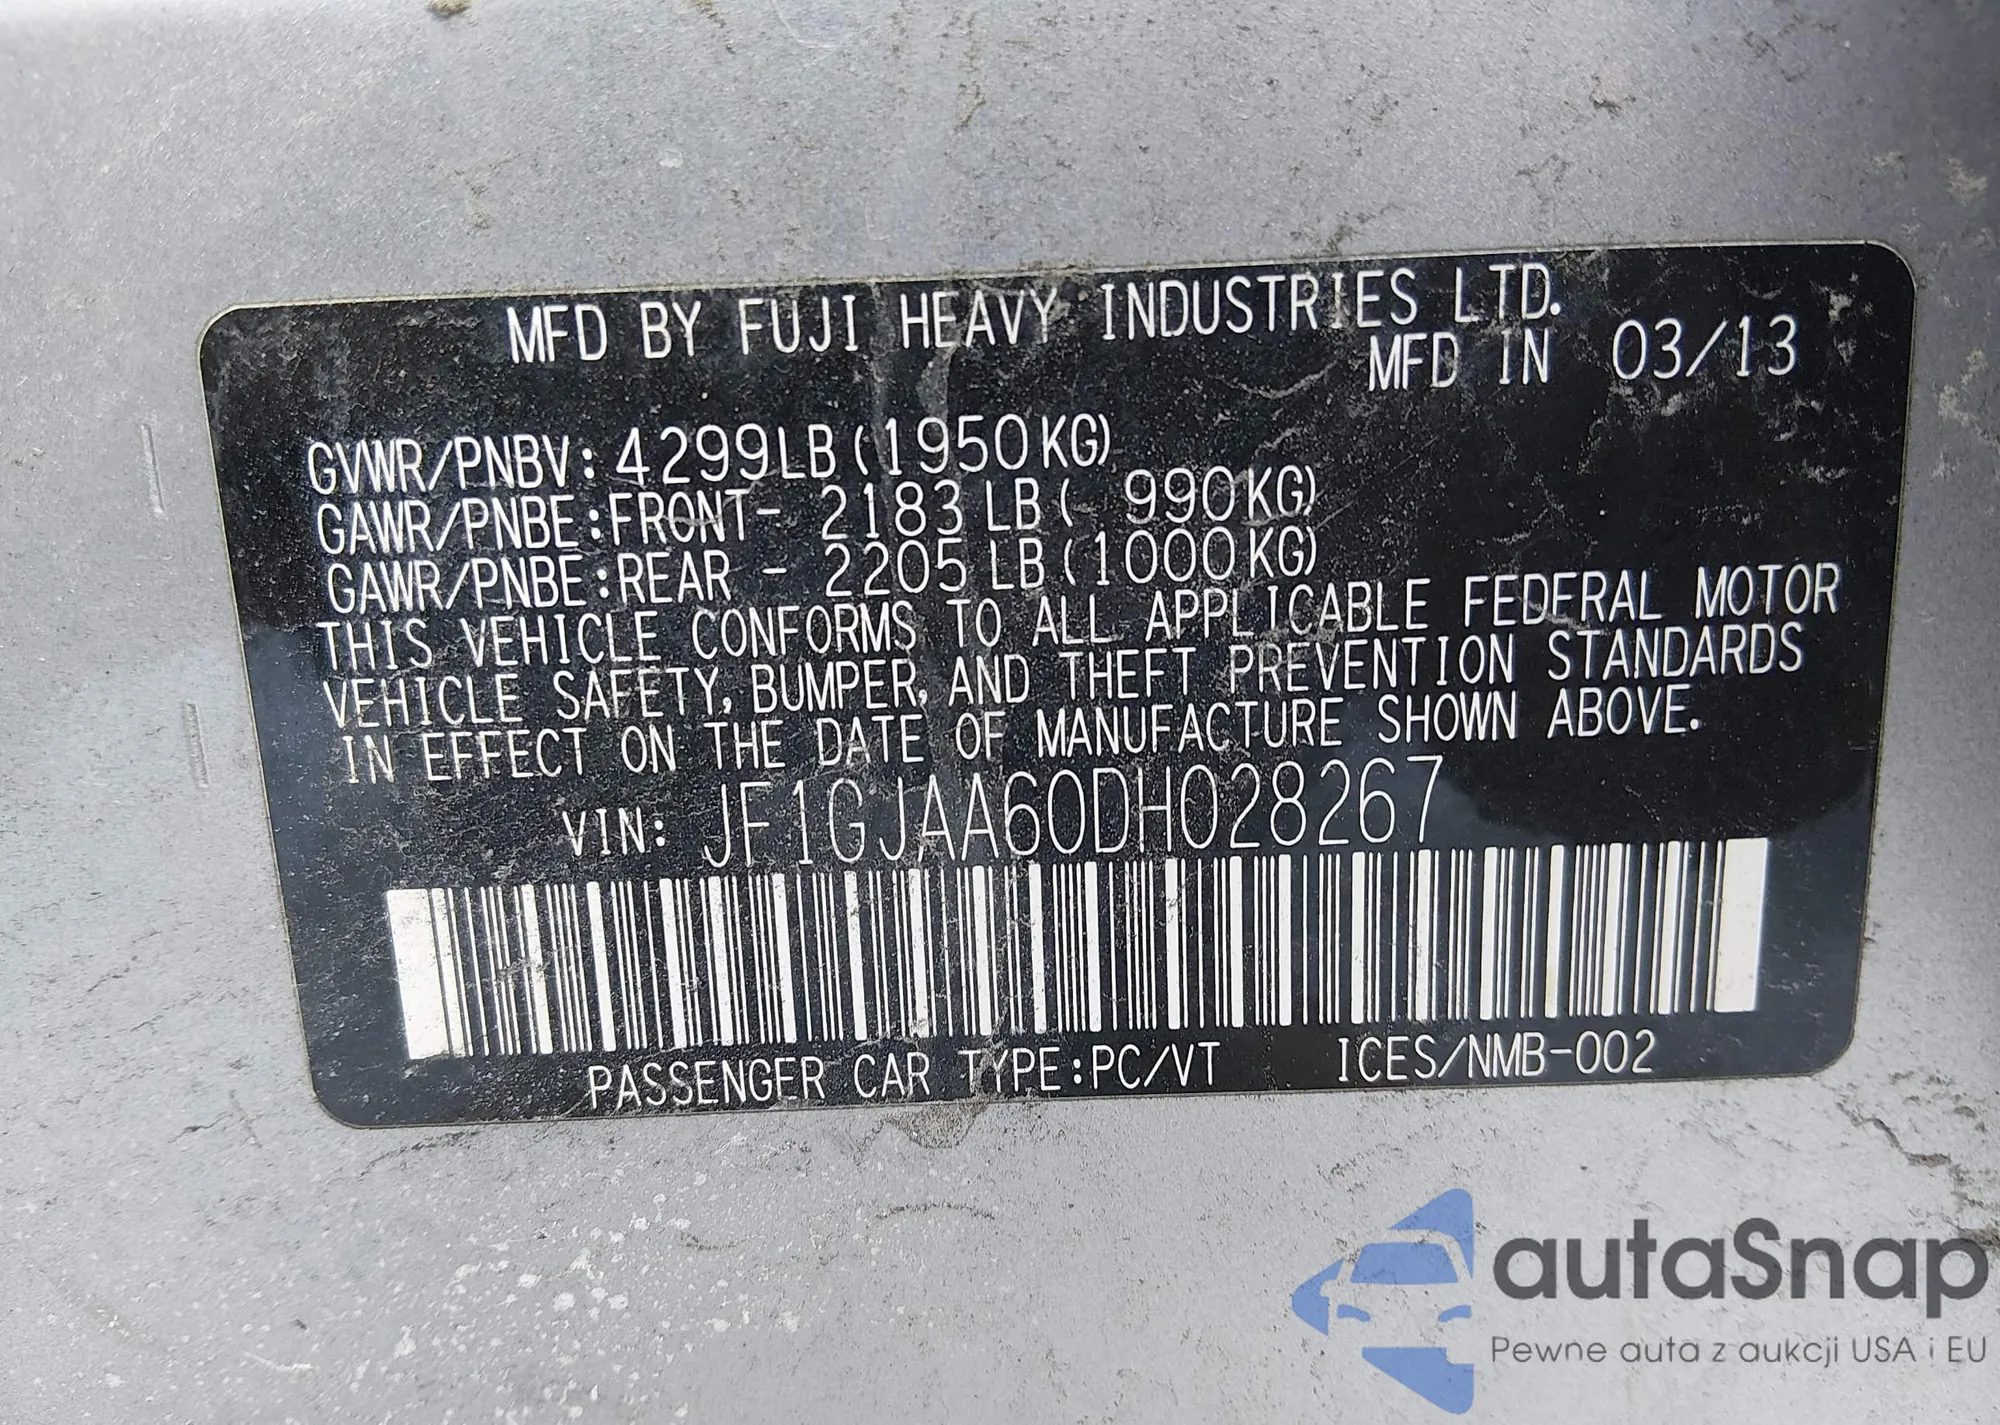 MFD BY FUJI HEAVY INDUSTRIES LTD.
MFD IN 03/13
GVWR/PNBV: 4299LB (1950KG)
GAWR/PNBE:FRONT- 2183 LB ( 990KG)
GAWR/PNBE:REAR - 2205 LB (1000KG)
THIS VEHICLE CONFORMS TO ALL APPLICABLE FEDERAL MOTOR
VEHICLE SAFETY, BUMPER, AND THEFT PREVENTION STANDARDS
IN EFFECT ON THE DATE OF MANUFACTURE SHOWN ABOVE.
VIN: JF1GJAA60DH028267
PASSENGER CAR TYPE:PC/VT ICES/NMB-002
autaSnap
Pewne auta z aukcji USA i EU